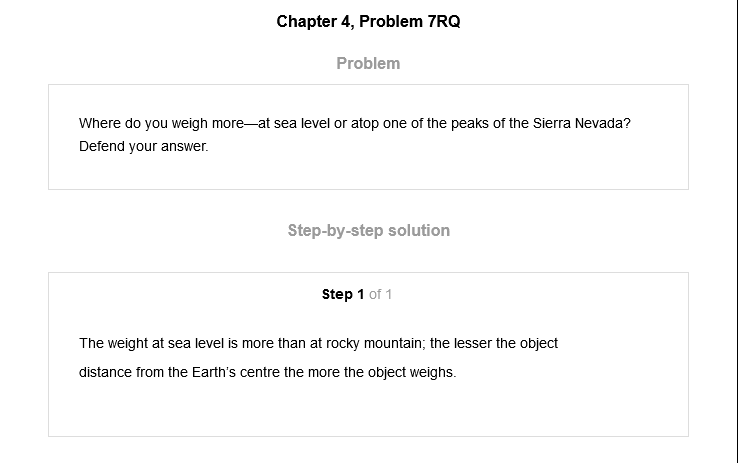 Chapter 4, Problem 7RQ
Problem
Where do you weigh more—at sea level or atop one of the peaks of the Sierra Nevada?
Defend your answer.
Step-by-step solution
Step 1 of 1
The weight at sea level is more than at rocky mountain; the lesser the object
distance from the Earth's centre the more the object weighs.